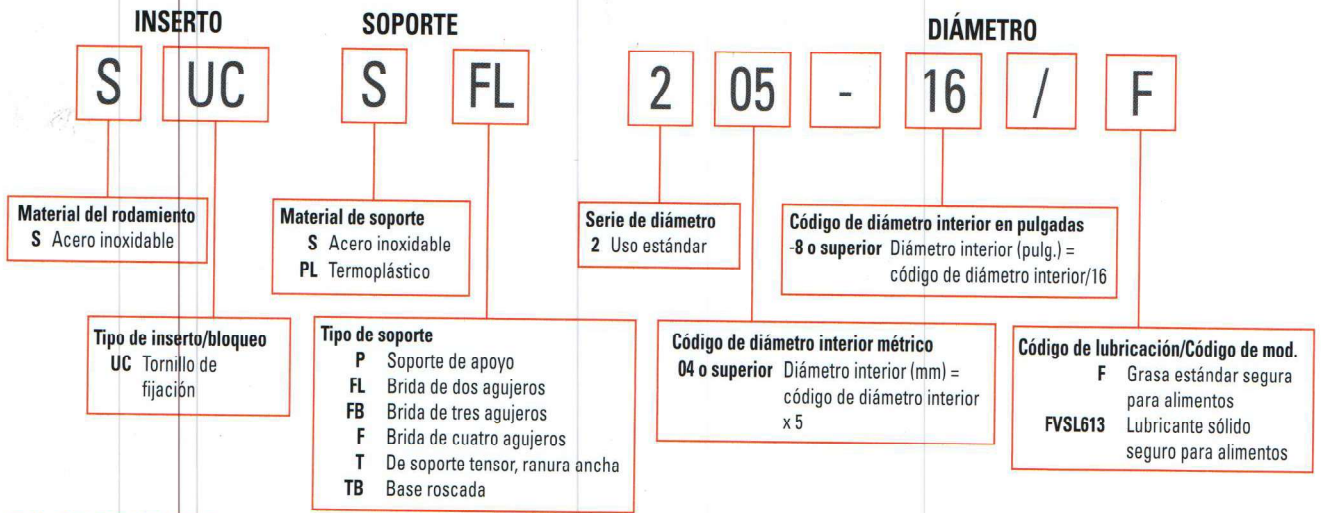 INSERTO
SOPORTE
DIÁMETRO
S UC S FL 2 05 - 16 / F
Material del rodamiento
S Acero inoxidable
Tipo de inserto/bloqueo
UC Tornillo de
fijación
Material de soporte
S Acero inoxidable
PL Termoplástico
Tipo de soporte
P Soporte de apoyo
FL Brida de dos agujeros
FB Brida de tres agujeros
F Brida de cuatro agujeros
T De soporte tensor, ranura ancha
TB Base roscada
Serie de diámetro
2 Uso estándar
Código de diámetro interior métrico
04 o superior Diámetro interior (mm) =
código de diámetro interior
x 5
Código de diámetro interior en pulgadas
-8 o superior Diámetro interior (pulg.) =
código de diámetro interior/16
Código de lubricación/Código de mod.
F Grasa estándar segura
para alimentos
FVSL613 Lubricante sólido
seguro para alimentos